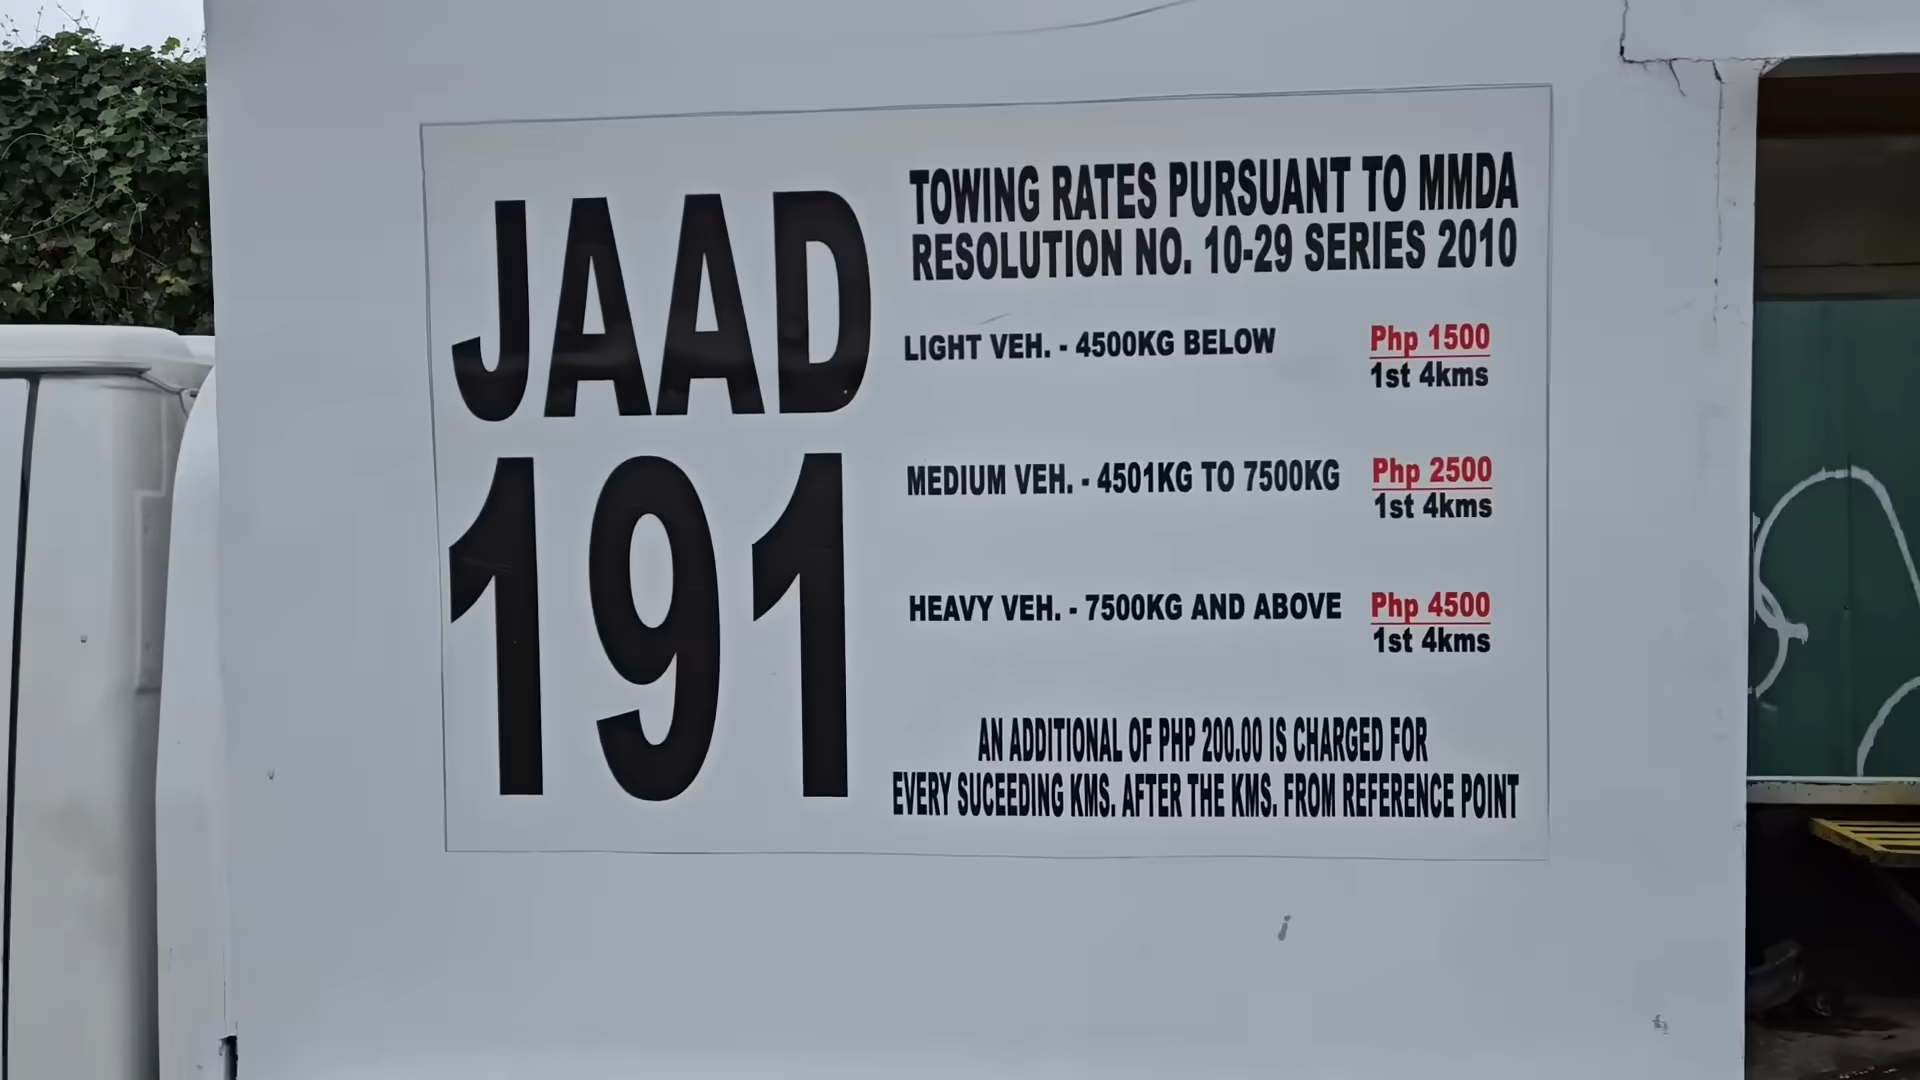 JAAD
191
TOWING RATES PURSUANT TO MMDA
RESOLUTION NO. 10-29 SERIES 2010
LIGHT VEH. - 4500KG BELOW Php 1500
1st 4kms
MEDIUM VEH. - 4501KG TO 7500KG Php 2500
1st 4kms
HEAVY VEH. - 7500KG AND ABOVE Php 4500
1st 4kms
AN ADDITIONAL OF PHP 200.00 IS CHARGED FOR
EVERY SUCEEDING KMS. AFTER THE KMS. FROM REFERENCE POINT